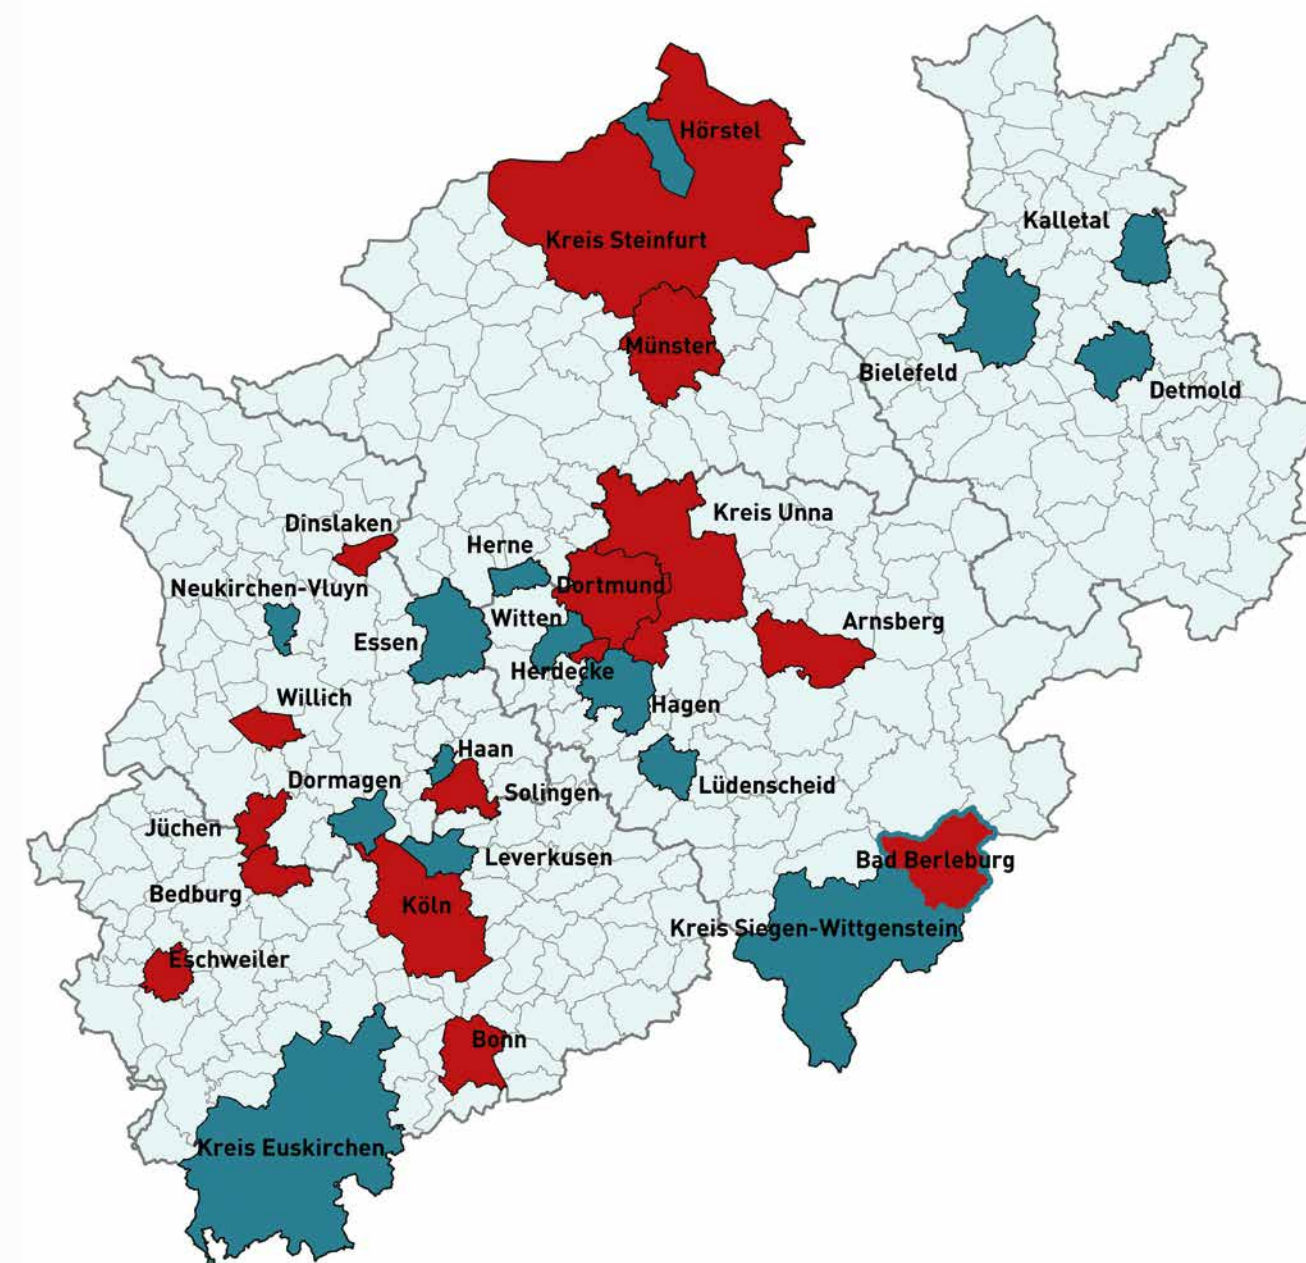 Hörstel
Kalletal
Kreis Steinfurt
Münster
Bielefeld
Detmold
Kreis Unna
Dinslaken
Herne
Dortmund
Neukirchen-Vluyn
Witten
Arnsberg
Essen
Herdecke
Willich
Hagen
Haan
Dormagen
Lüdenscheid
Solingen
Jüchen
Leverkusen
Bad Berleburg
Bedburg
Köln
Kreis Siegen-Wittgenstein
Eschweiler
Bonn
Kreis Euskirchen